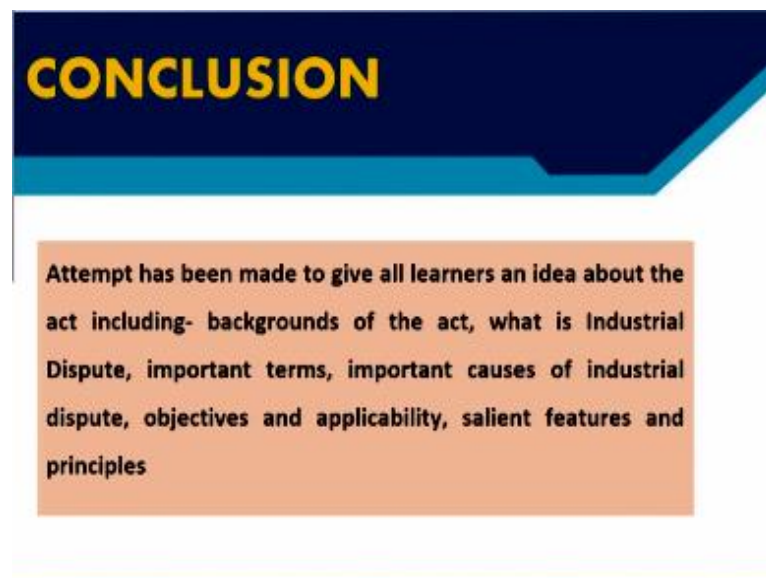 CONCLUSION
Attempt has been made to give all learners an idea about the
act including- backgrounds of the act, what is Industrial
Dispute, important terms, important causes of industrial
dispute, objectives and applicability, salient features and
principles